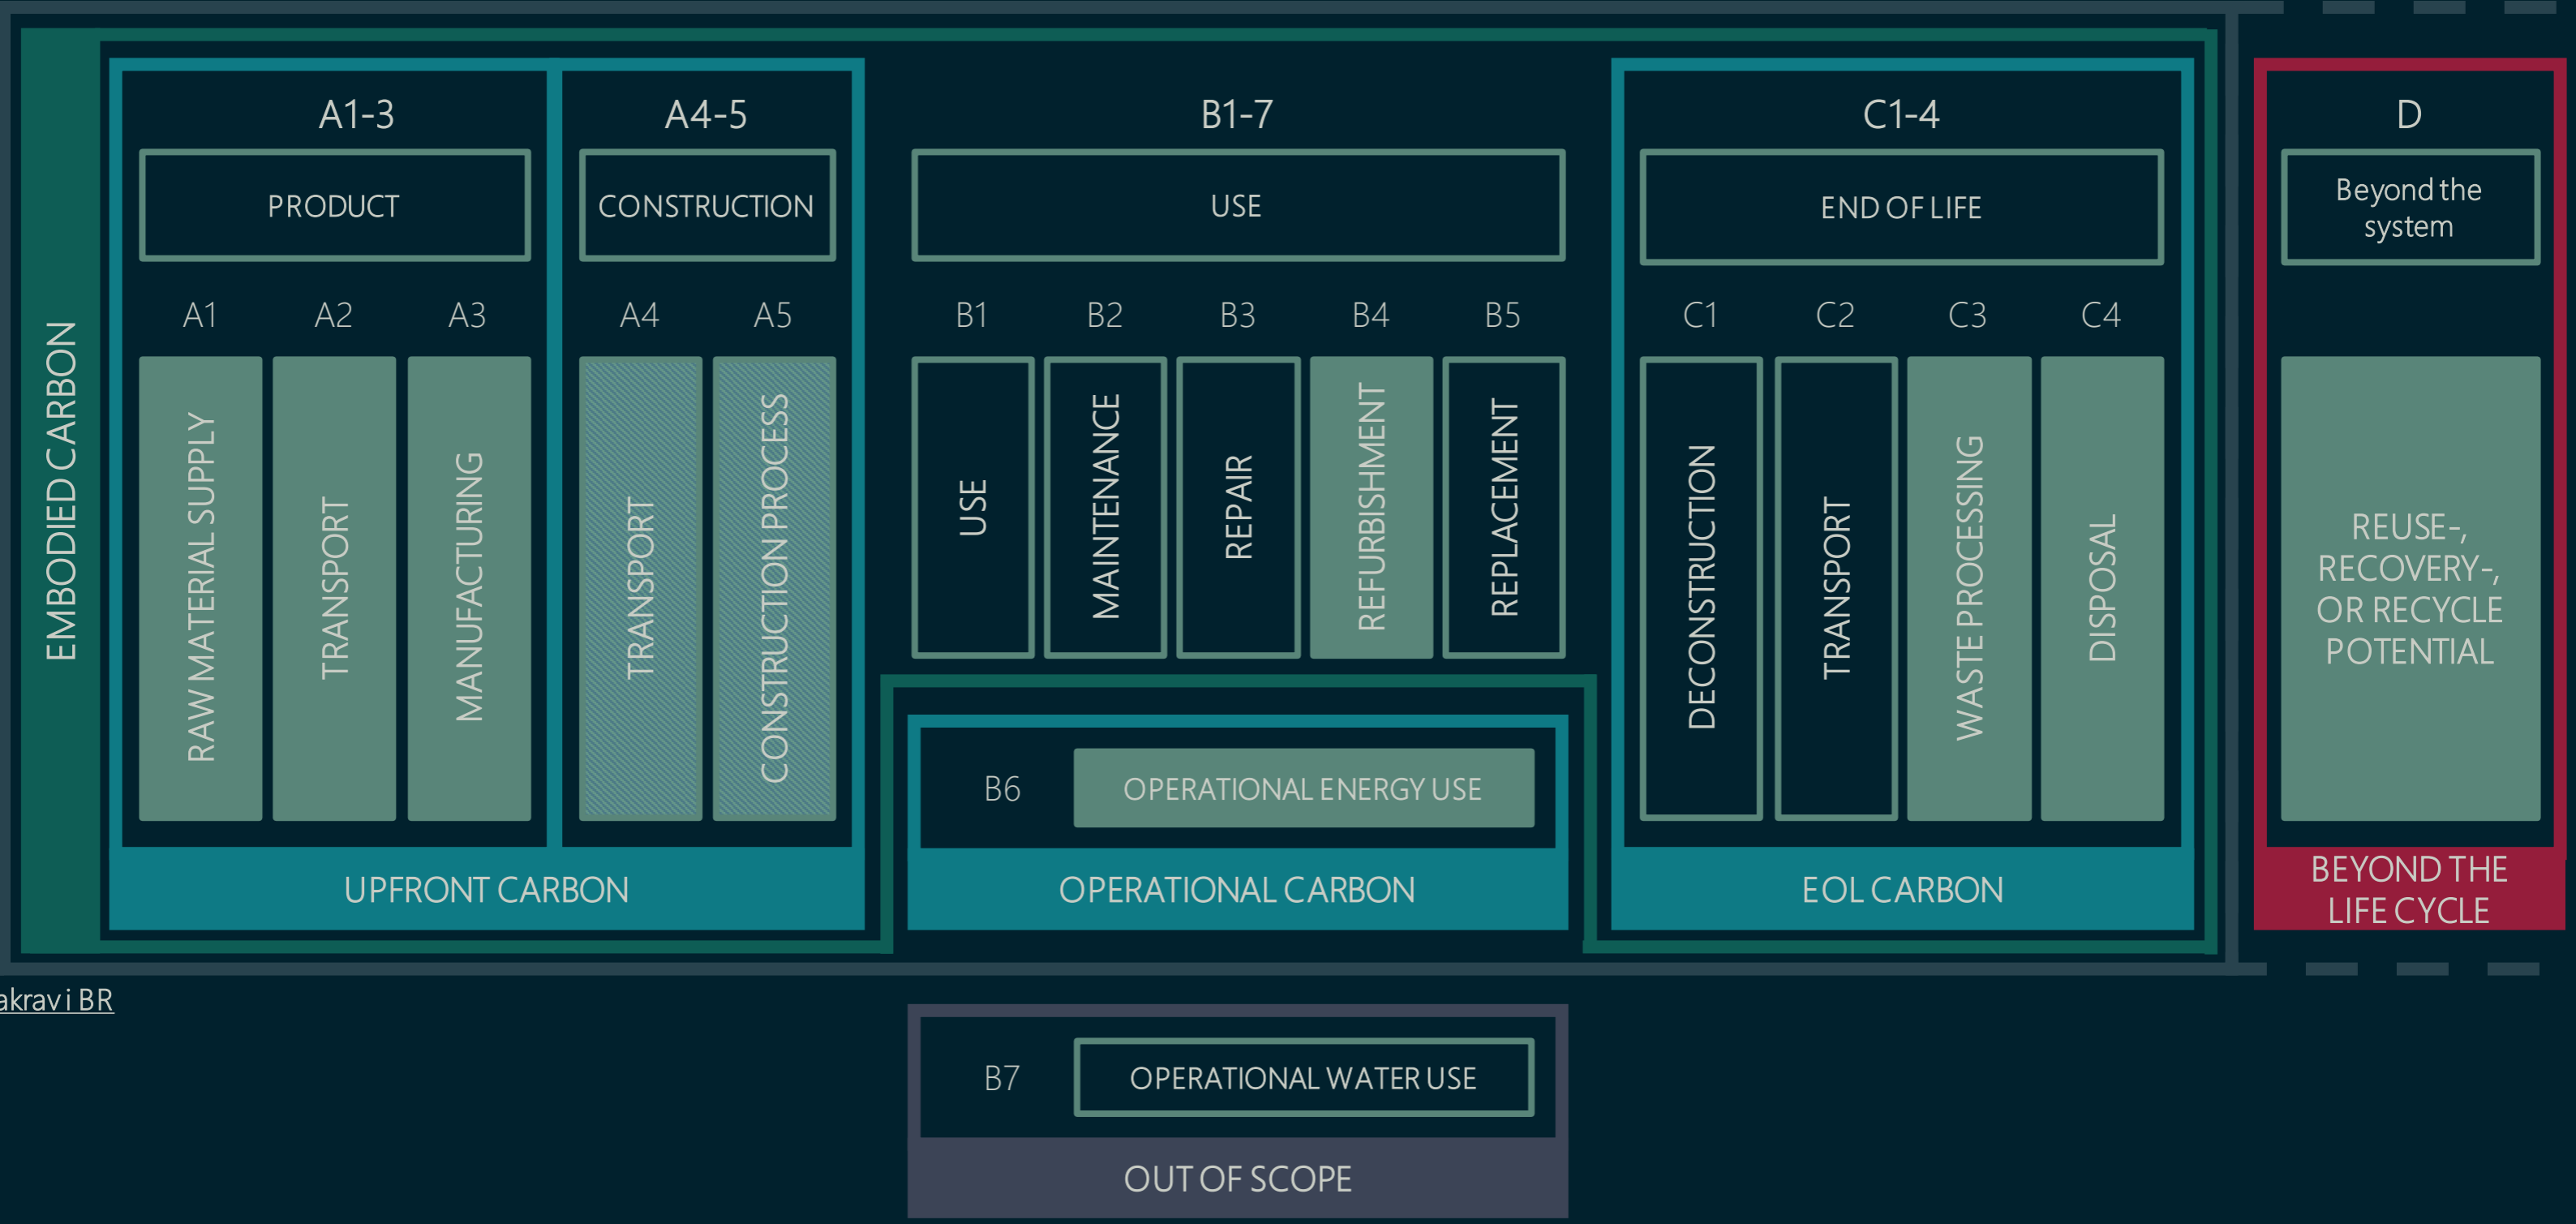 EMBODIED CARBON
A1-3
PRODUCT
A1
A2
A3
RAW MATERIAL SUPPLY
TRANSPORT
MANUFACTURING
A4-5
CONSTRUCTION
A4
A5
TRANSPORT
CONSTRUCTION PROCESS
UPFRONT CARBON
B1-7
USE
B1
B2
B3
B4
B5
USE
MAINTENANCE
REPAIR
REFURBISHMENT
REPLACEMENT
B6
OPERATIONAL ENERGY USE
OPERATIONAL CARBON
C1-4
END OF LIFE
C1
C2
C3
C4
DECONSTRUCTION
TRANSPORT
WASTE PROCESSING
DISPOSAL
EOL CARBON
D
Beyond the
system
REUSE-,
RECOVERY-,
OR RECYCLE
POTENTIAL
BEYOND THE
LIFE CYCLE
akrav i BR
B7
OPERATIONAL WATER USE
OUT OF SCOPE